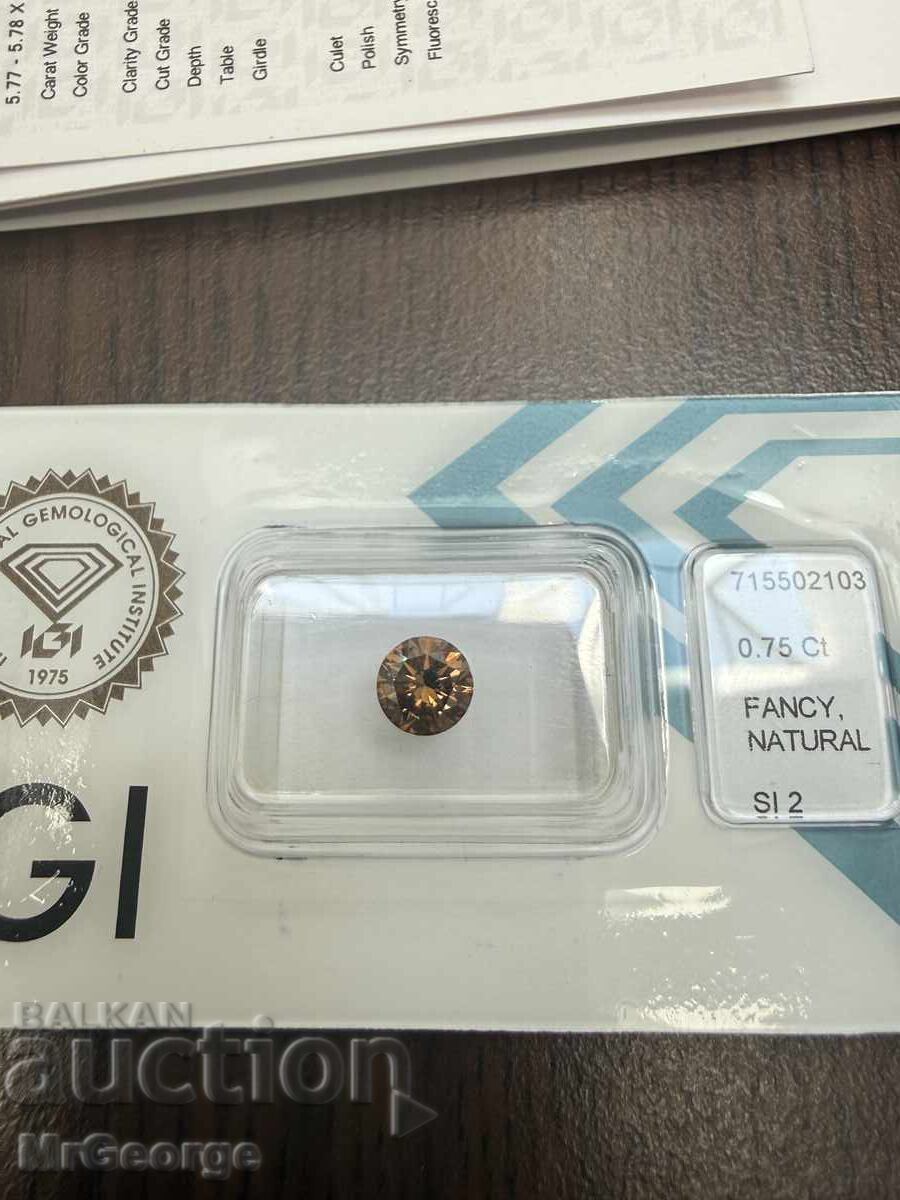 5.77 - 5.78 X
Carat Weight
Color Grade
Clarity Grade
Cut Grade
Depth
Table
Girdle
Culet
Polish
Symmetry
Fluoresc
AL GEMOLOGICAL INSTITUTE
IGI
1975
GI
715502103
0.75 Ct
FANCY,
NATURAL
SI 2
BALKAN
auction
MrGeorge